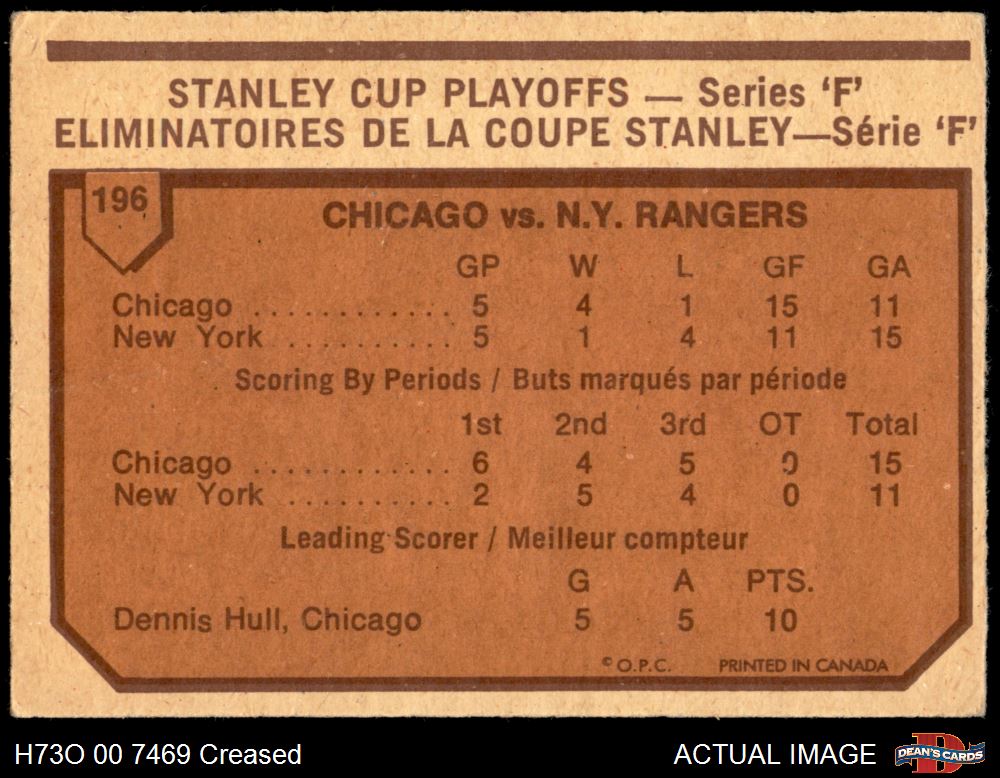 STANLEY CUP PLAYOFFS — Series ‘F’
ELIMINATOIRES DE LA COUPE STANLEY—Série ‘F’
196
CHICAGO vs. N.Y. RANGERS
GP W L GF GA
Chicago ............ 5 4 1 15 11
New York .......... 5 1 4 11 15
Scoring By Periods / Buts marqués par période
1st 2nd 3rd OT Total
Chicago ............ 6 4 5 0 15
New York .......... 2 5 4 0 11
Leading Scorer / Meilleur compteur
G A PTS.
Dennis Hull, Chicago 5 5 10
© O.P.C. PRINTED IN CANADA
H73O 00 7469 Creased ACTUAL IMAGE DEAN'S CARDS